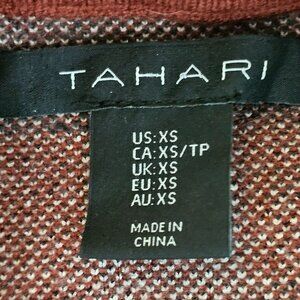 TAHARI
US:XS
CA:XS/TP
UK:XS
EU:XS
AU:XS
MADE IN
CHINA